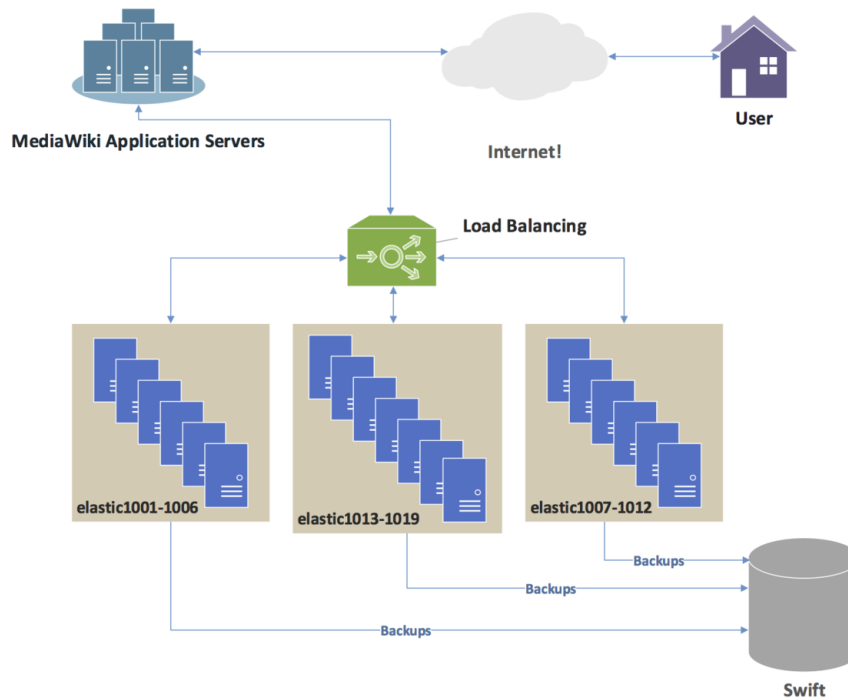 User
MediaWiki Application Servers
Internet!
Load Balancing
elastic1001-1006
elastic1013-1019
elastic1007-1012
Backups
Backups
Backups
Swift